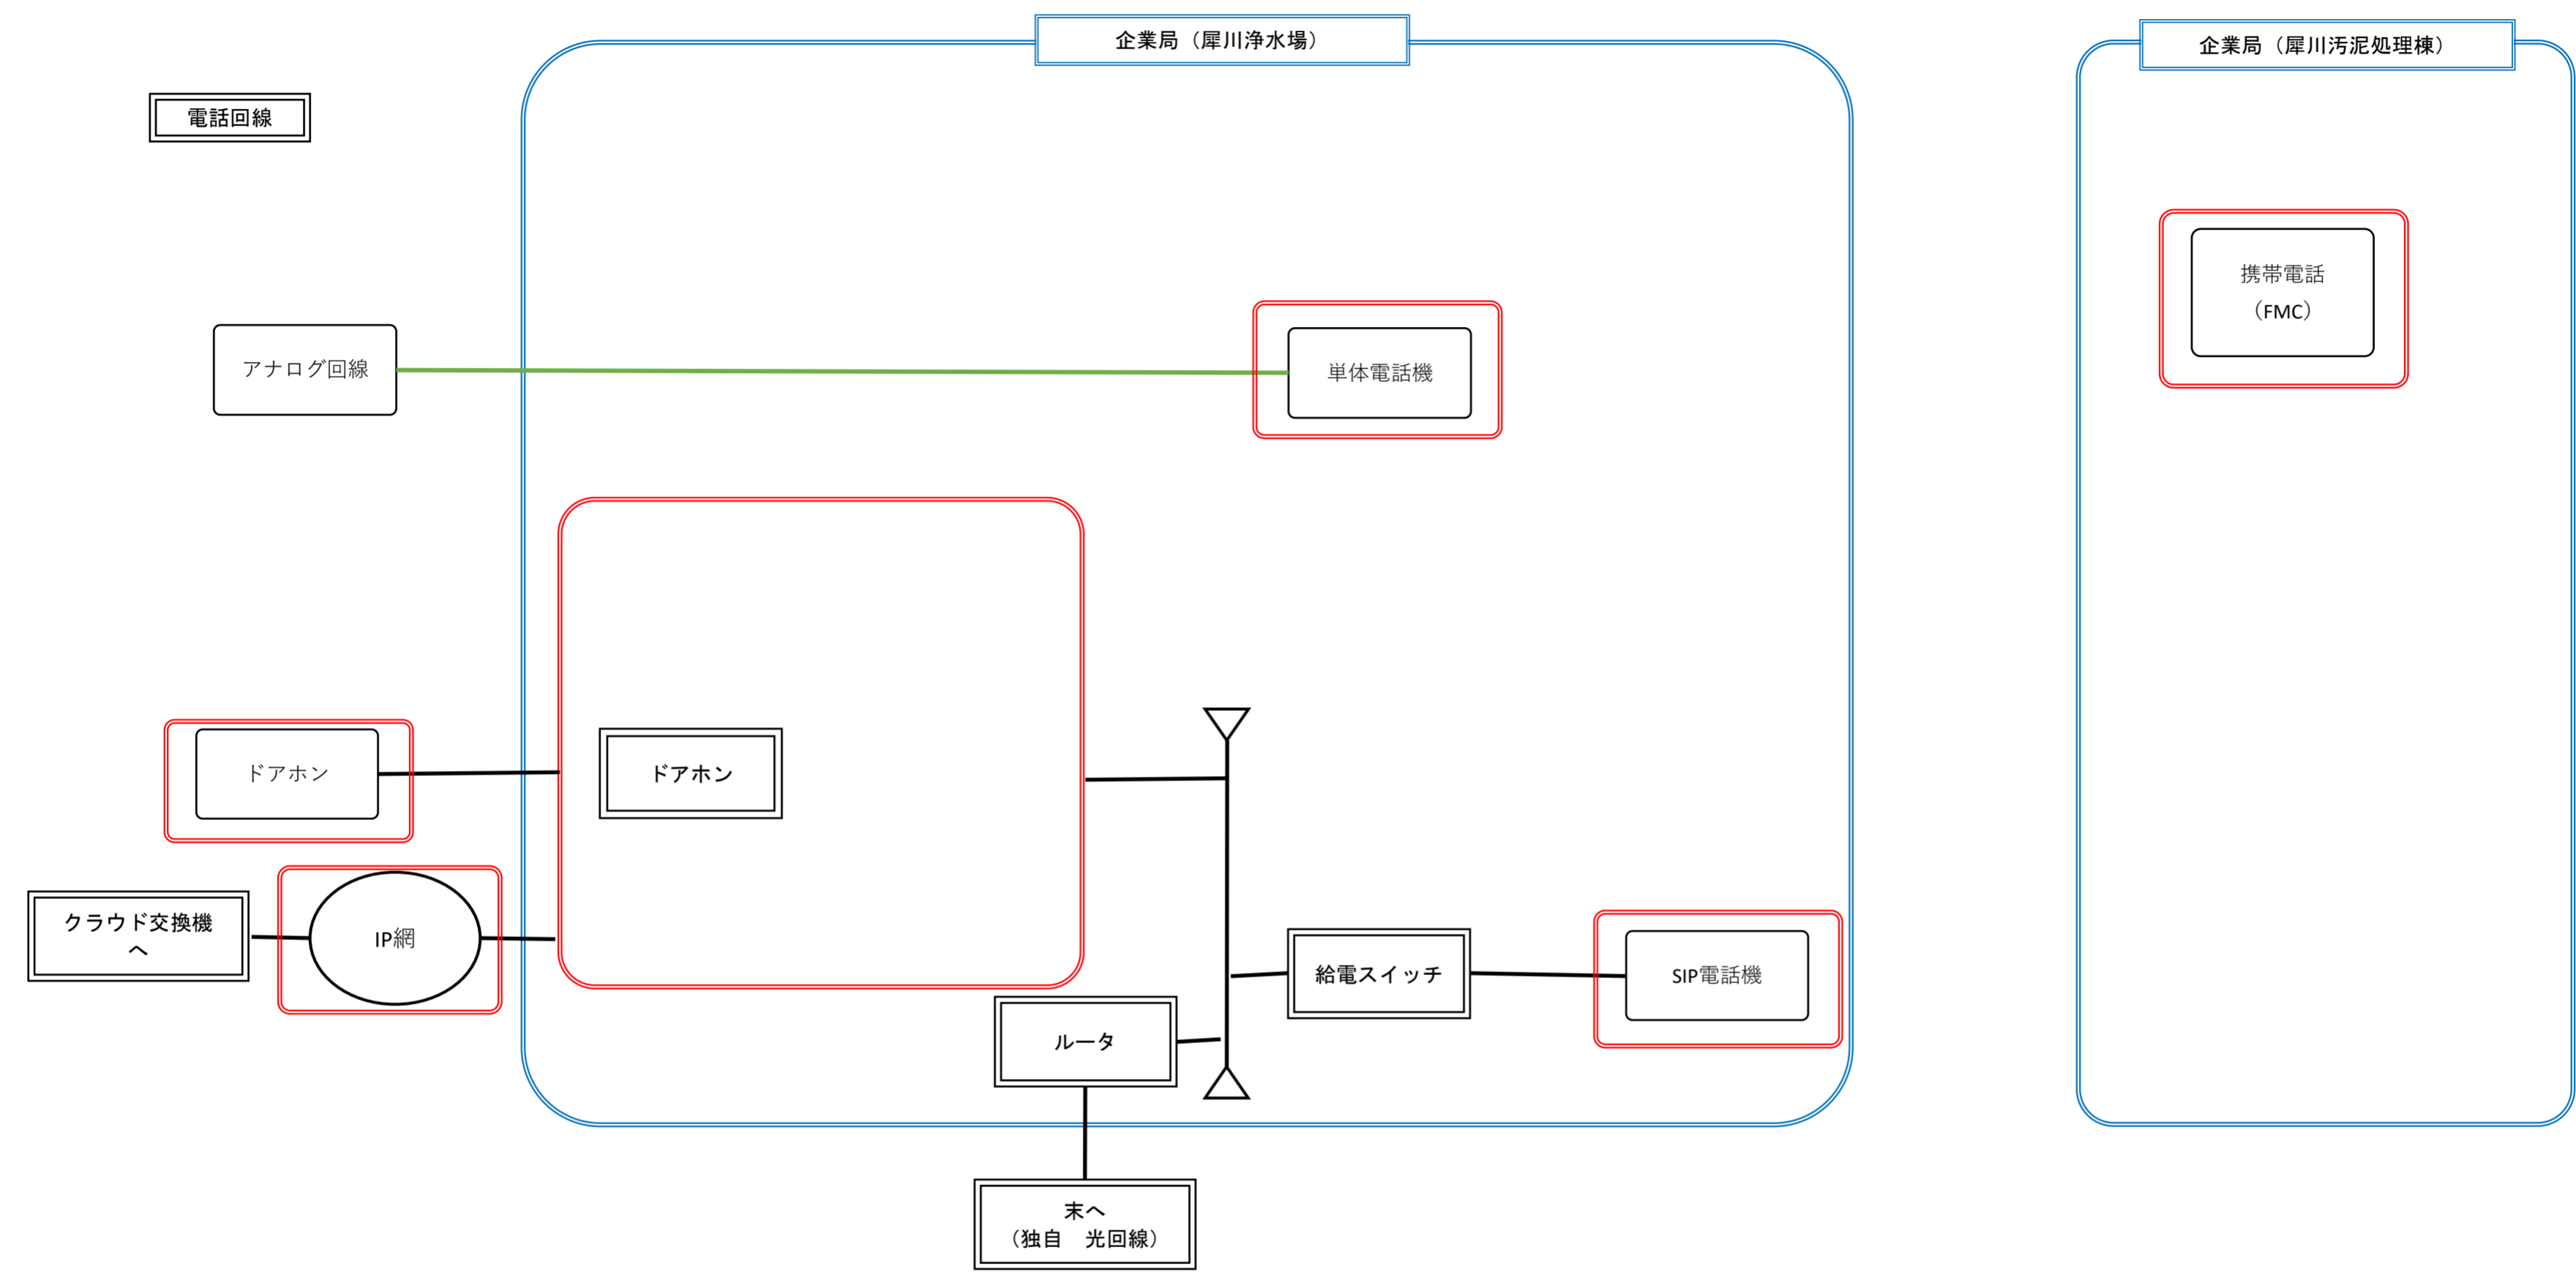 企業局（犀川浄水場）
企業局（犀川汚泥処理棟）
電話回線
携帯電話
（FMC）
アナログ回線
単体電話機
ドアホン
ドアホン
クラウド交換機
へ
IP網
給電スイッチ
SIP電話機
ルータ
末へ
（独自　光回線）